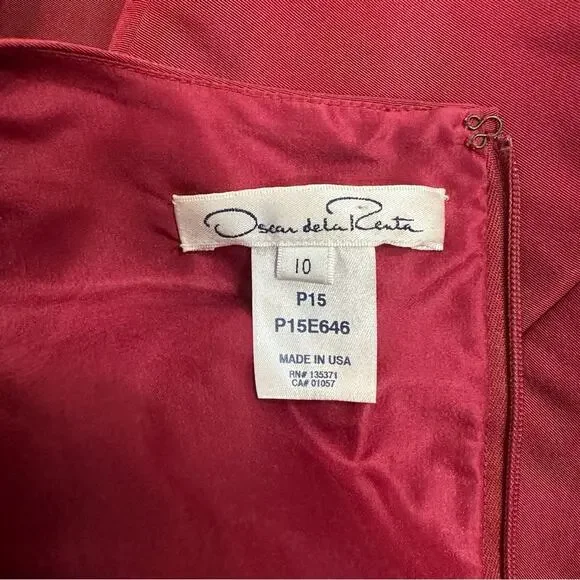 Oscar de la Renta
10
P15
P15E646
MADE IN USA
RN# 135371
CA# 01057